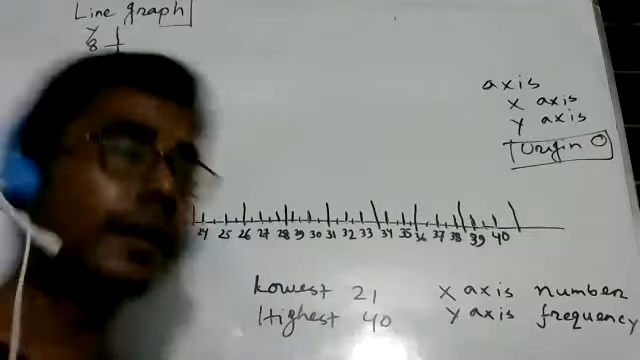 Line graph
Y
8
axis
X axis
Y axis
Origin O
24 25 26 27 28 29 30 31 32 33 34 35 36 37 38 39 40
Lowest 21
Highest 40
X axis number
Y axis frequency